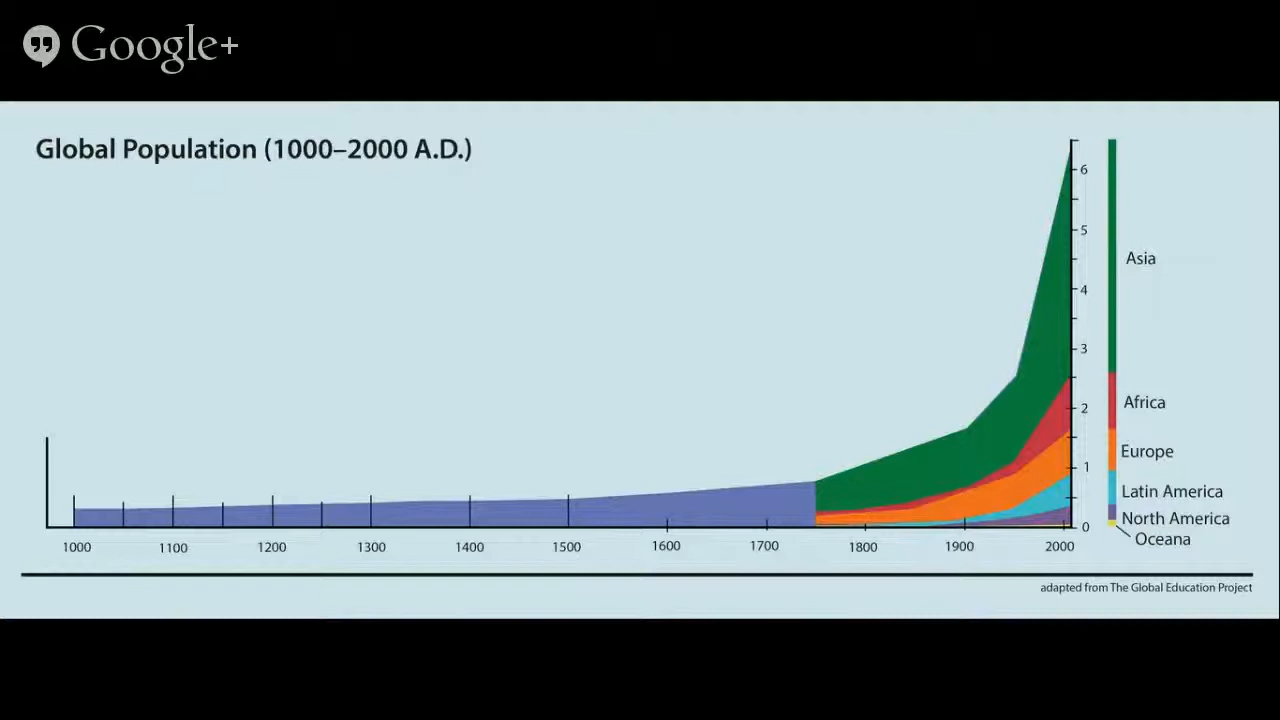 Google+
Global Population (1000–2000 A.D.)
6
5
4
3
2
1
0
Asia
Africa
Europe
Latin America
North America
Oceana
1000 1100 1200 1300 1400 1500 1600 1700 1800 1900 2000
adapted from The Global Education Project